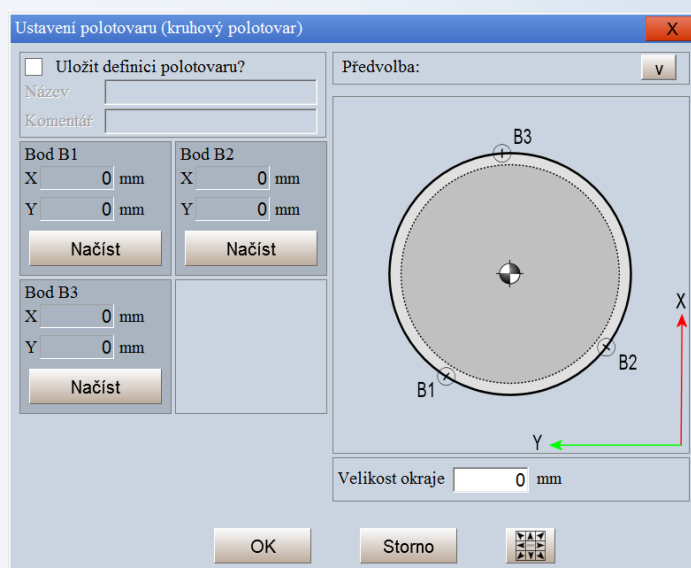 Ustavení polotovaru (kruhový polotovar)
X
Uložit definici polotovaru?
Název
Komentář
Předvolba:
v
Bod B1
X 0 mm
Y 0 mm
Načíst
Bod B2
X 0 mm
Y 0 mm
Načíst
Bod B3
X 0 mm
Y 0 mm
Načíst
B3
B1
B2
X
Y
Velikost okraje 0 mm
OK
Storno